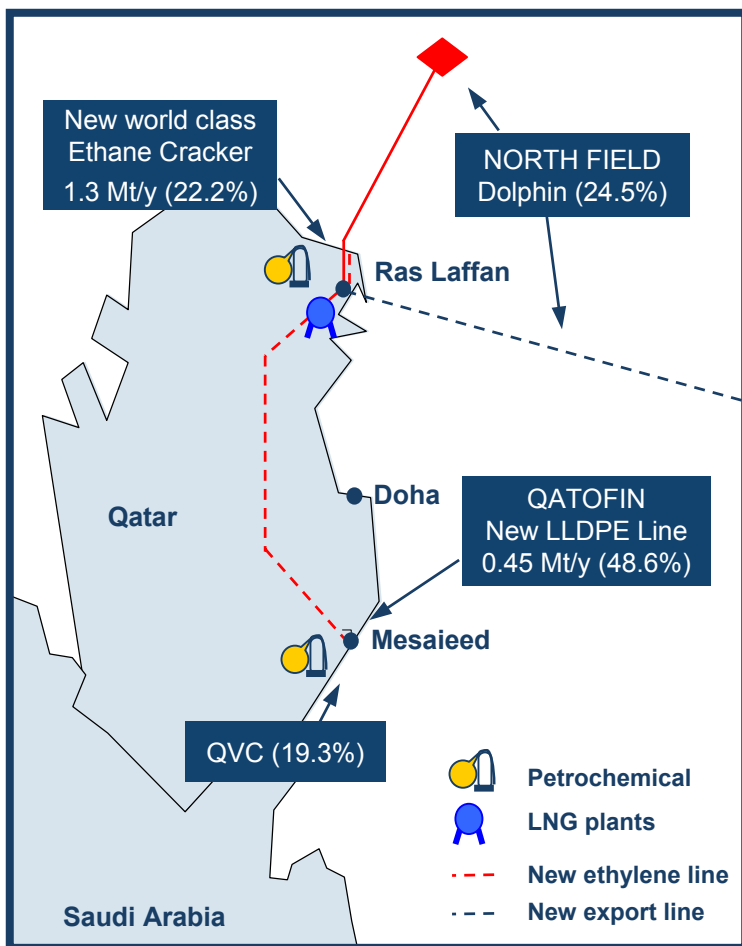 New world class
Ethane Cracker
1.3 Mt/y (22.2%)
NORTH FIELD
Dolphin (24.5%)
Ras Laffan
Doha
Qatar
QATOFIN
New LLDPE Line
0.45 Mt/y (48.6%)
Mesaieed
QVC (19.3%)
Petrochemical
LNG plants
New ethylene line
New export line
Saudi Arabia